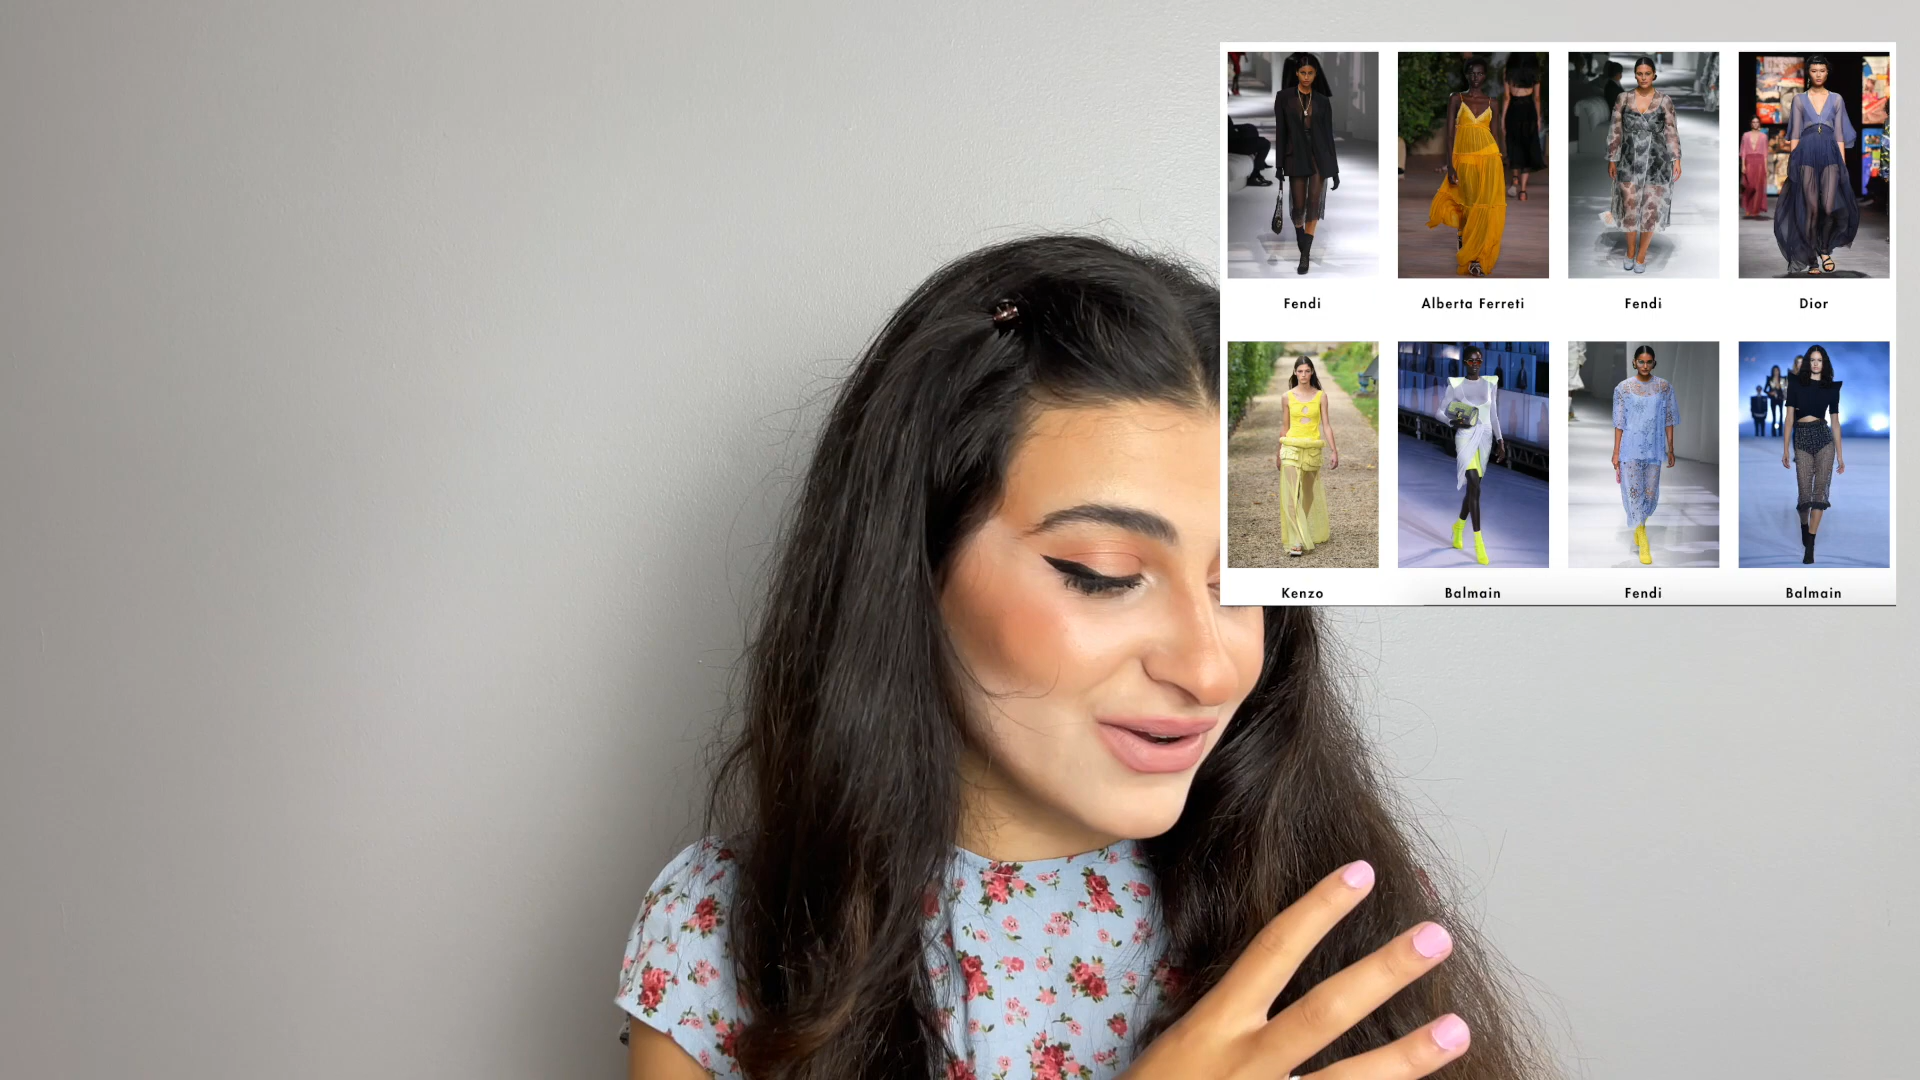 Fendi
Alberta Ferreti
Fendi
Dior
Kenzo
Balmain
Fendi
Balmain